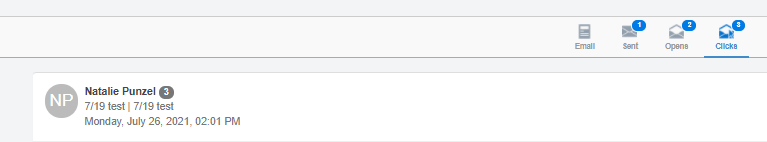 1 2 3
Email Sent Opens Clicks
NP Natalie Punzel 3
7/19 test | 7/19 test
Monday, July 26, 2021, 02:01 PM